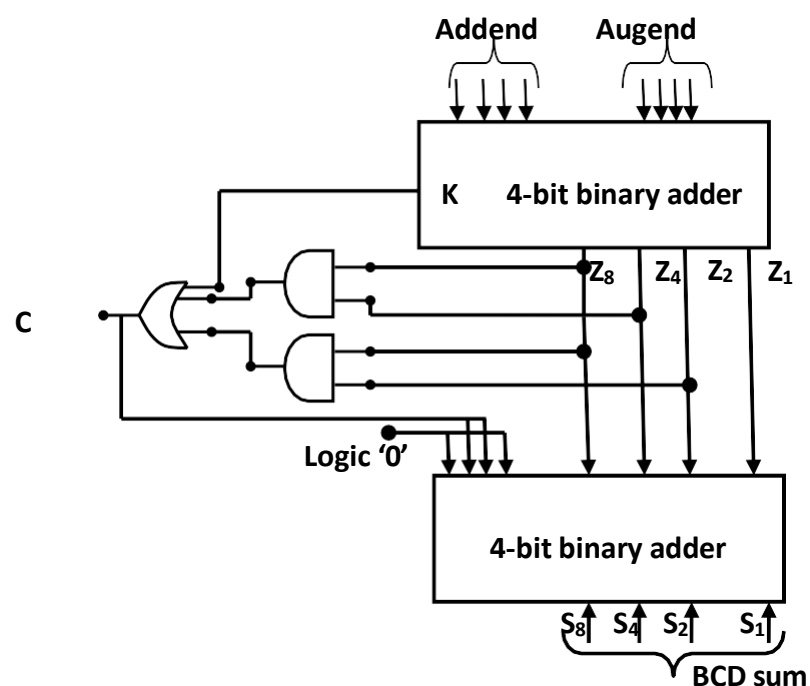 Addend Augend
K 4-bit binary adder
Z₈ Z₄ Z₂ Z₁
C
Logic ‘0’
4-bit binary adder
S₈ S₄ S₂ S₁
BCD sum